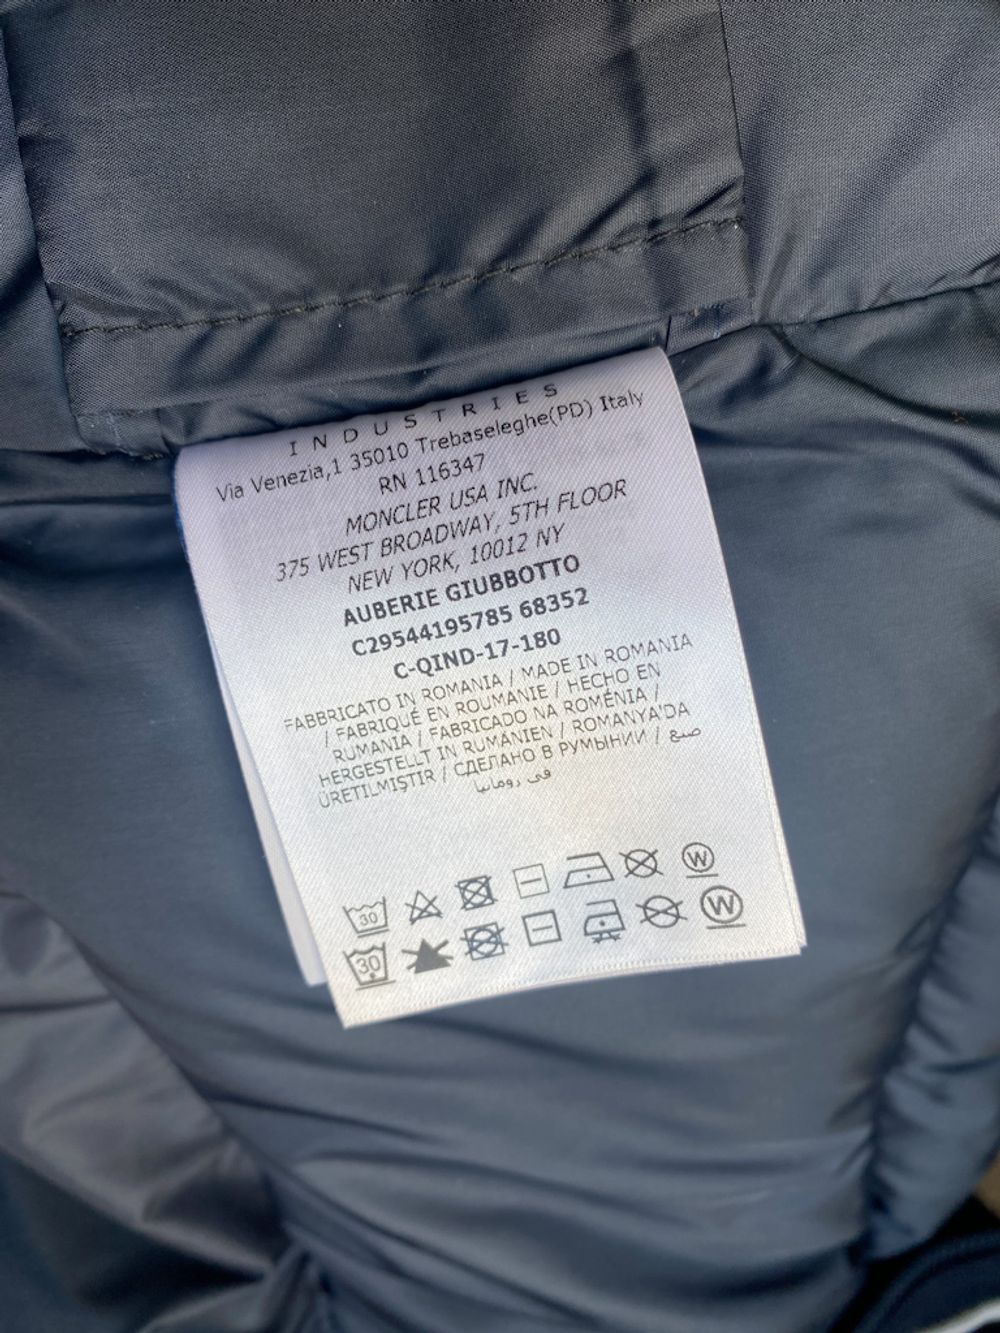 INDUSTRIES
Via Venezia,1 35010 Trebaseleghe(PD) Italy
RN 116347
MONCLER USA INC.
375 WEST BROADWAY, 5TH FLOOR
NEW YORK, 10012 NY
AUBERIE GIUBBOTTO
C29544195785 68352
C-QIND-17-180
FABBRICATO IN ROMANIA / MADE IN ROMANIA
/ FABRIQUÉ EN ROUMANIE / HECHO EN
RUMANIA / FABRICADO NA ROMÉNIA /
HERGESTELLT IN RUMÄNIEN / ROMANYA'DA
ÜRETILMIŞTIR / СДЕЛАНО В РУМЫНИИ / صنع
في رومانيا
30 W
30 W